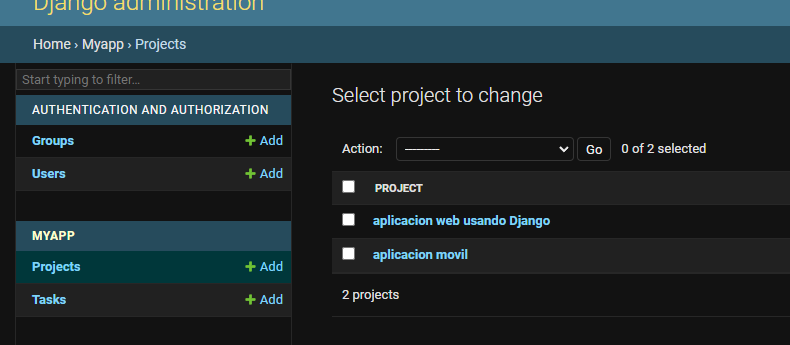 Django administration
Home › Myapp › Projects
Start typing to filter...
AUTHENTICATION AND AUTHORIZATION
Groups + Add
Users + Add
MYAPP
Projects + Add
Tasks + Add
Select project to change
Action: --------- Go 0 of 2 selected
PROJECT
aplicacion web usando Django
aplicacion movil
2 projects